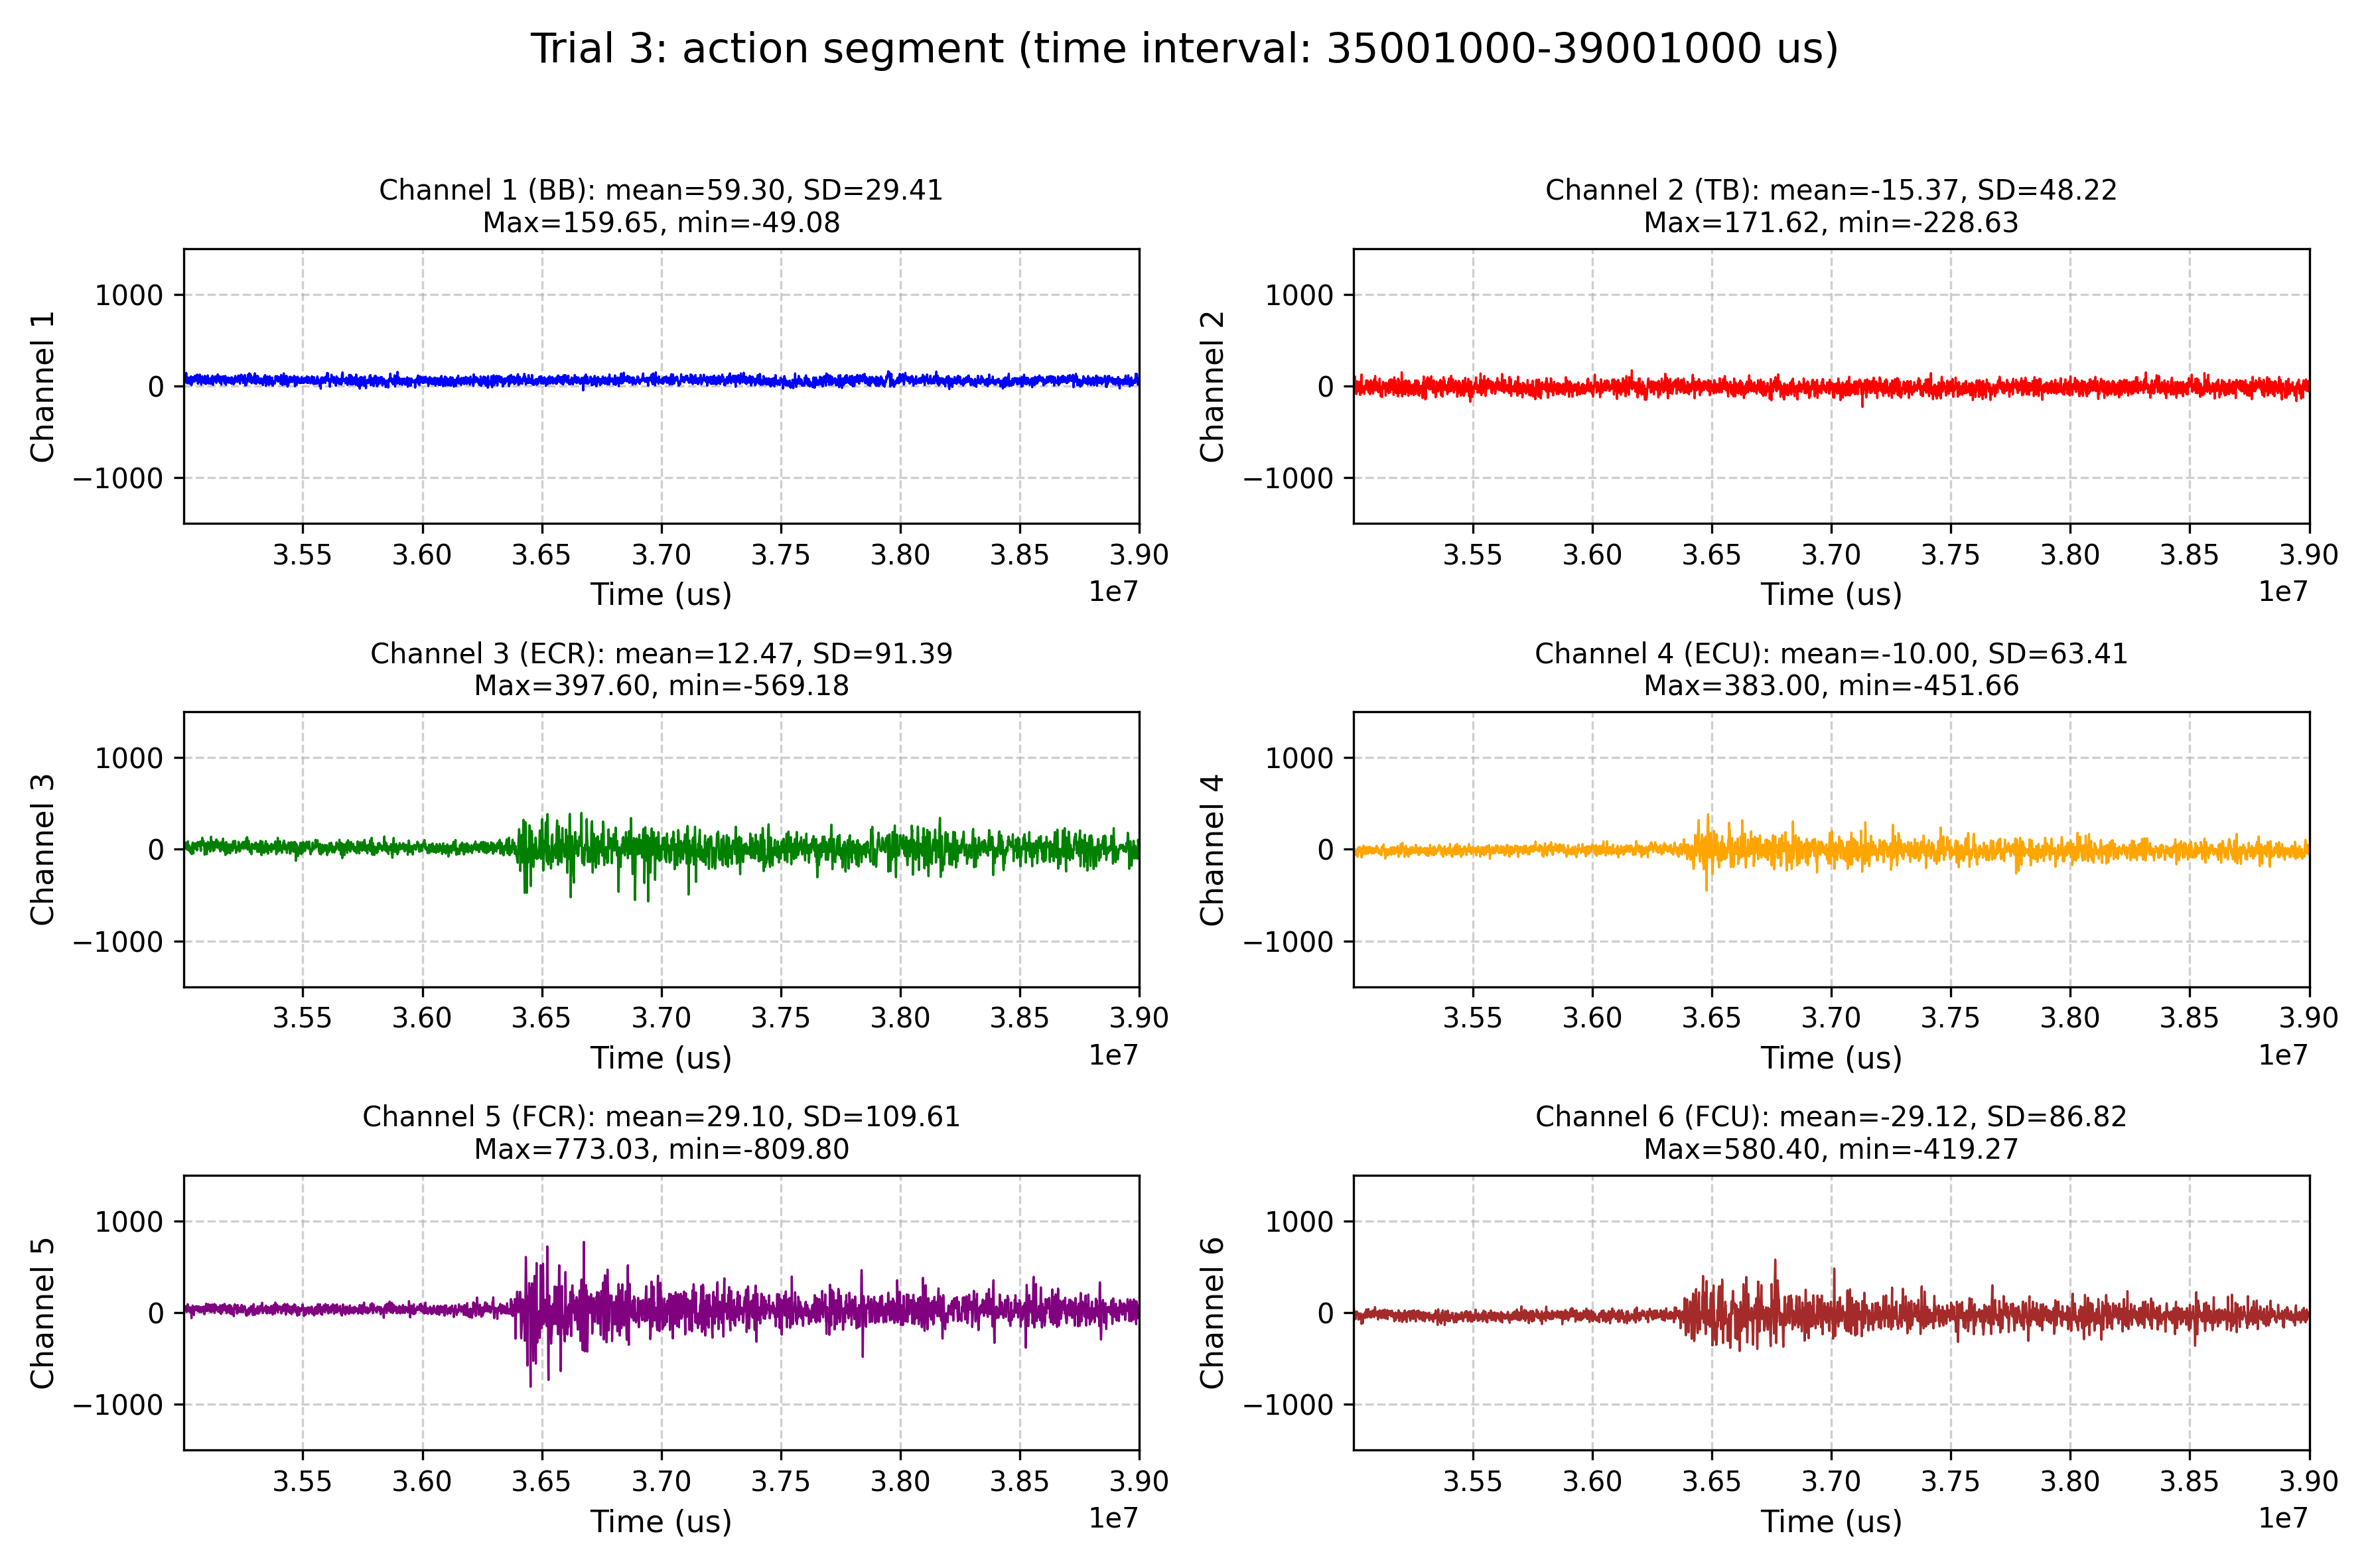 Trial 3: action segment (time interval: 35001000-39001000 us)
Channel 1 (BB): mean=59.30, SD=29.41
Max=159.65, min=-49.08
Channel 1
1000
0
−1000
3.55 3.60 3.65 3.70 3.75 3.80 3.85 3.90
1e7
Time (us)
Channel 2 (TB): mean=-15.37, SD=48.22
Max=171.62, min=-228.63
Channel 2
1000
0
−1000
3.55 3.60 3.65 3.70 3.75 3.80 3.85 3.90
1e7
Time (us)
Channel 3 (ECR): mean=12.47, SD=91.39
Max=397.60, min=-569.18
Channel 3
1000
0
−1000
3.55 3.60 3.65 3.70 3.75 3.80 3.85 3.90
1e7
Time (us)
Channel 4 (ECU): mean=-10.00, SD=63.41
Max=383.00, min=-451.66
Channel 4
1000
0
−1000
3.55 3.60 3.65 3.70 3.75 3.80 3.85 3.90
1e7
Time (us)
Channel 5 (FCR): mean=29.10, SD=109.61
Max=773.03, min=-809.80
Channel 5
1000
0
−1000
3.55 3.60 3.65 3.70 3.75 3.80 3.85 3.90
1e7
Time (us)
Channel 6 (FCU): mean=-29.12, SD=86.82
Max=580.40, min=-419.27
Channel 6
1000
0
−1000
3.55 3.60 3.65 3.70 3.75 3.80 3.85 3.90
1e7
Time (us)